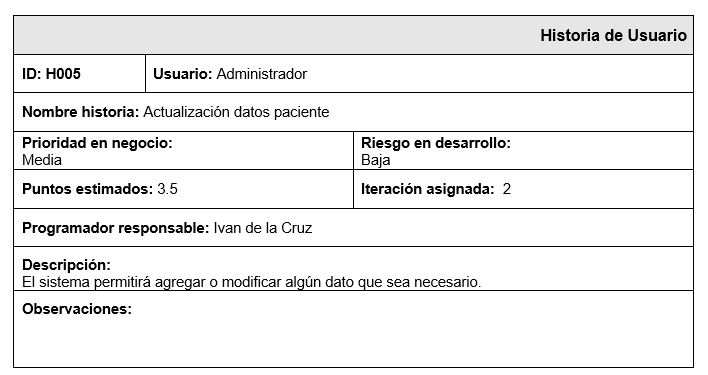 Historia de Usuario
ID: H005
Usuario: Administrador
Nombre historia: Actualización datos paciente
Prioridad en negocio:
Media
Riesgo en desarrollo:
Baja
Puntos estimados: 3.5
Iteración asignada: 2
Programador responsable: Ivan de la Cruz
Descripción:
El sistema permitirá agregar o modificar algún dato que sea necesario.
Observaciones: